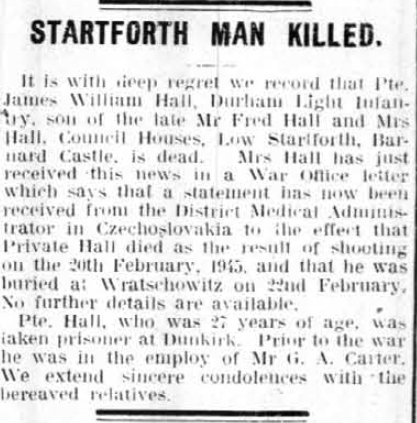 STARTFORTH MAN KILLED.
It is with deep regret we record that Pte.
James William Hall, Durham Light Infan-
try, son of the late Mr Fred Hall and Mrs
Hall, Council Houses, Low Startforth, Bar-
nard Castle, is dead. Mrs Hall has just
received this news in a War Office letter
which says that a statement has now been
received from the District Medical Adminis-
trator in Czechoslovakia to the effect that
Private Hall died as the result of shooting
on the 20th February, 1945, and that he was
buried at Wratschowitz on 22nd February.
No further details are available.
Pte. Hall, who was 27 years of age, was
taken prisoner at Dunkirk. Prior to the war
he was in the employ of Mr G. A. Carter.
We extend sincere condolences with the
bereaved relatives.